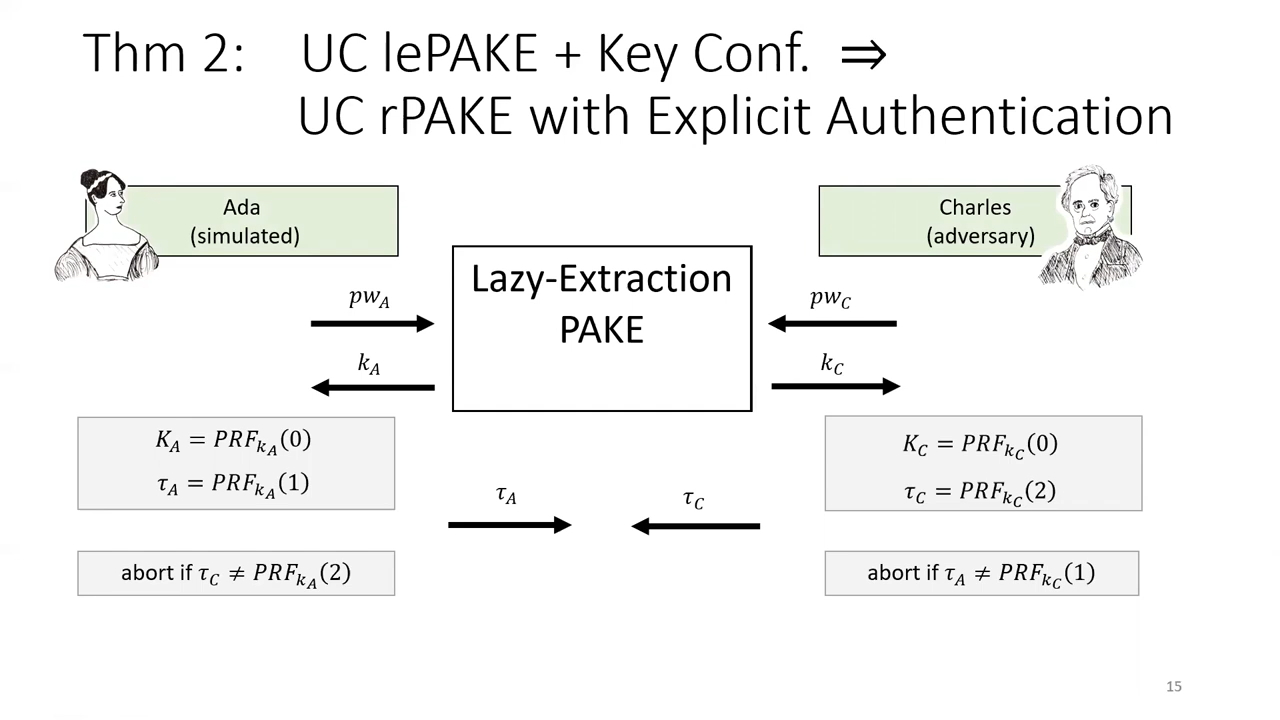 Thm 2: UC lePAKE + Key Conf. ⇒
UC rPAKE with Explicit Authentication
Ada
(simulated)
Charles
(adversary)
Lazy-Extraction
PAKE
pw_A
pw_C
k_A
k_C
K_A = PRF_{k_A}(0)
τ_A = PRF_{k_A}(1)
K_C = PRF_{k_C}(0)
τ_C = PRF_{k_C}(2)
τ_A
τ_C
abort if τ_C ≠ PRF_{k_A}(2)
abort if τ_A ≠ PRF_{k_C}(1)
15